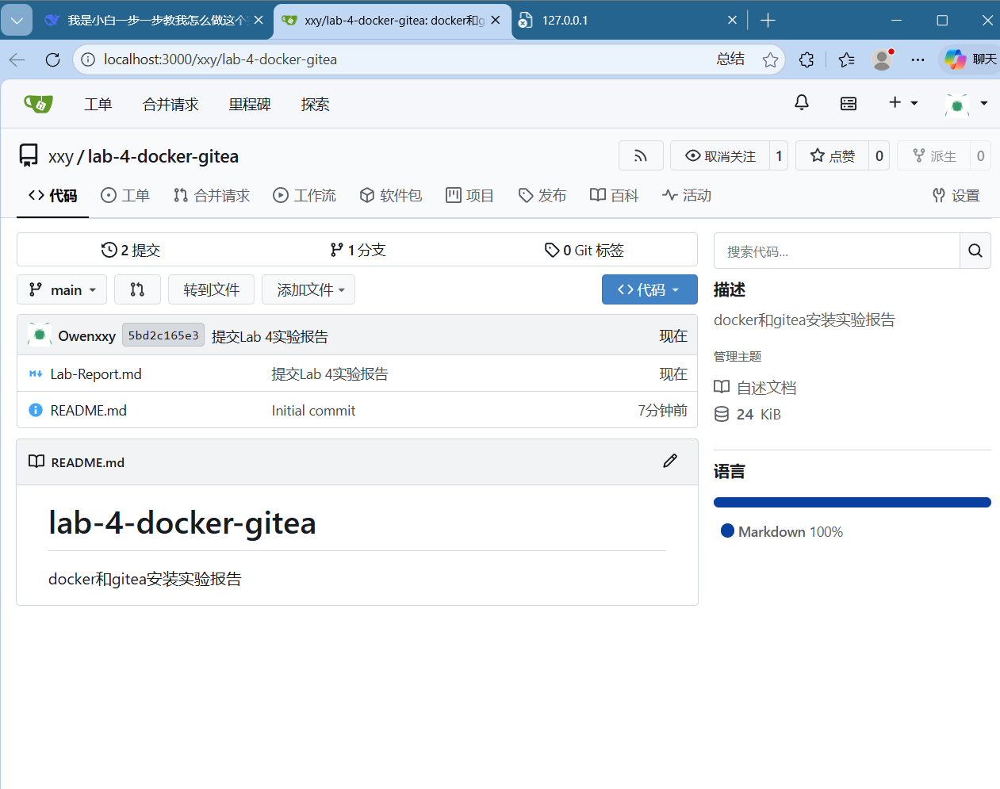 我是小白一步一步教我怎么做这个
xxy/lab-4-docker-gitea: docker和g
127.0.0.1
localhost:3000/xxy/lab-4-docker-gitea
总结
聊天
工单 合并请求 里程碑 探索
xxy / lab-4-docker-gitea
取消关注 1
点赞 0
派生 0
代码 工单 合并请求 工作流 软件包 项目 发布 百科 活动 设置
2 提交
1 分支
0 Git 标签
搜索代码...
main
转到文件
添加文件
代码
描述
docker和gitea安装实验报告
管理主题
自述文档
24 KiB
Owenxxy 5bd2c165e3 提交Lab 4实验报告 现在
Lab-Report.md 提交Lab 4实验报告 现在
README.md Initial commit 7分钟前
语言
Markdown 100%
README.md
lab-4-docker-gitea
docker和gitea安装实验报告